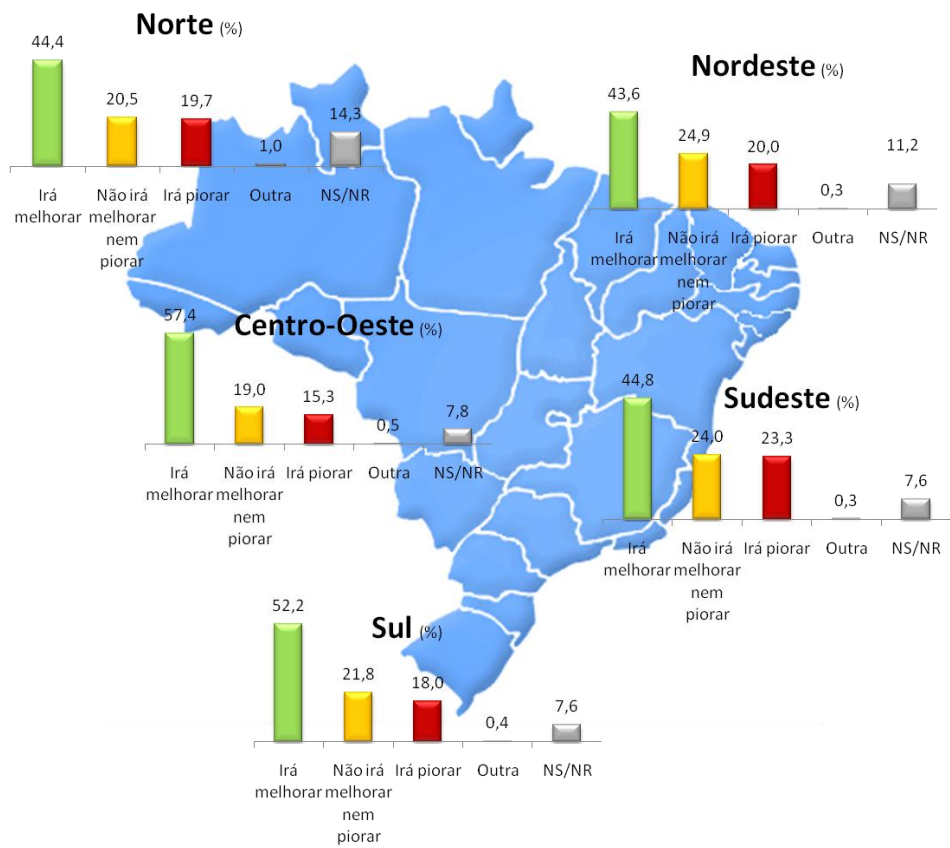 Norte (%)
44,4
20,5
19,7
1,0
14,3
Irá
melhorar
Não irá
melhorar
nem
piorar
Irá piorar
Outra
NS/NR
Nordeste (%)
43,6
24,9
20,0
0,3
11,2
Irá
melhorar
Não irá
melhorar
nem
piorar
Irá piorar
Outra
NS/NR
Centro-Oeste (%)
57,4
19,0
15,3
0,5
7,8
Irá
melhorar
Não irá
melhorar
nem
piorar
Irá piorar
Outra
NS/NR
Sudeste (%)
44,8
24,0
23,3
0,3
7,6
Irá
melhorar
Não irá
melhorar
nem
piorar
Irá piorar
Outra
NS/NR
Sul (%)
52,2
21,8
18,0
0,4
7,6
Irá
melhorar
Não irá
melhorar
nem
piorar
Irá piorar
Outra
NS/NR